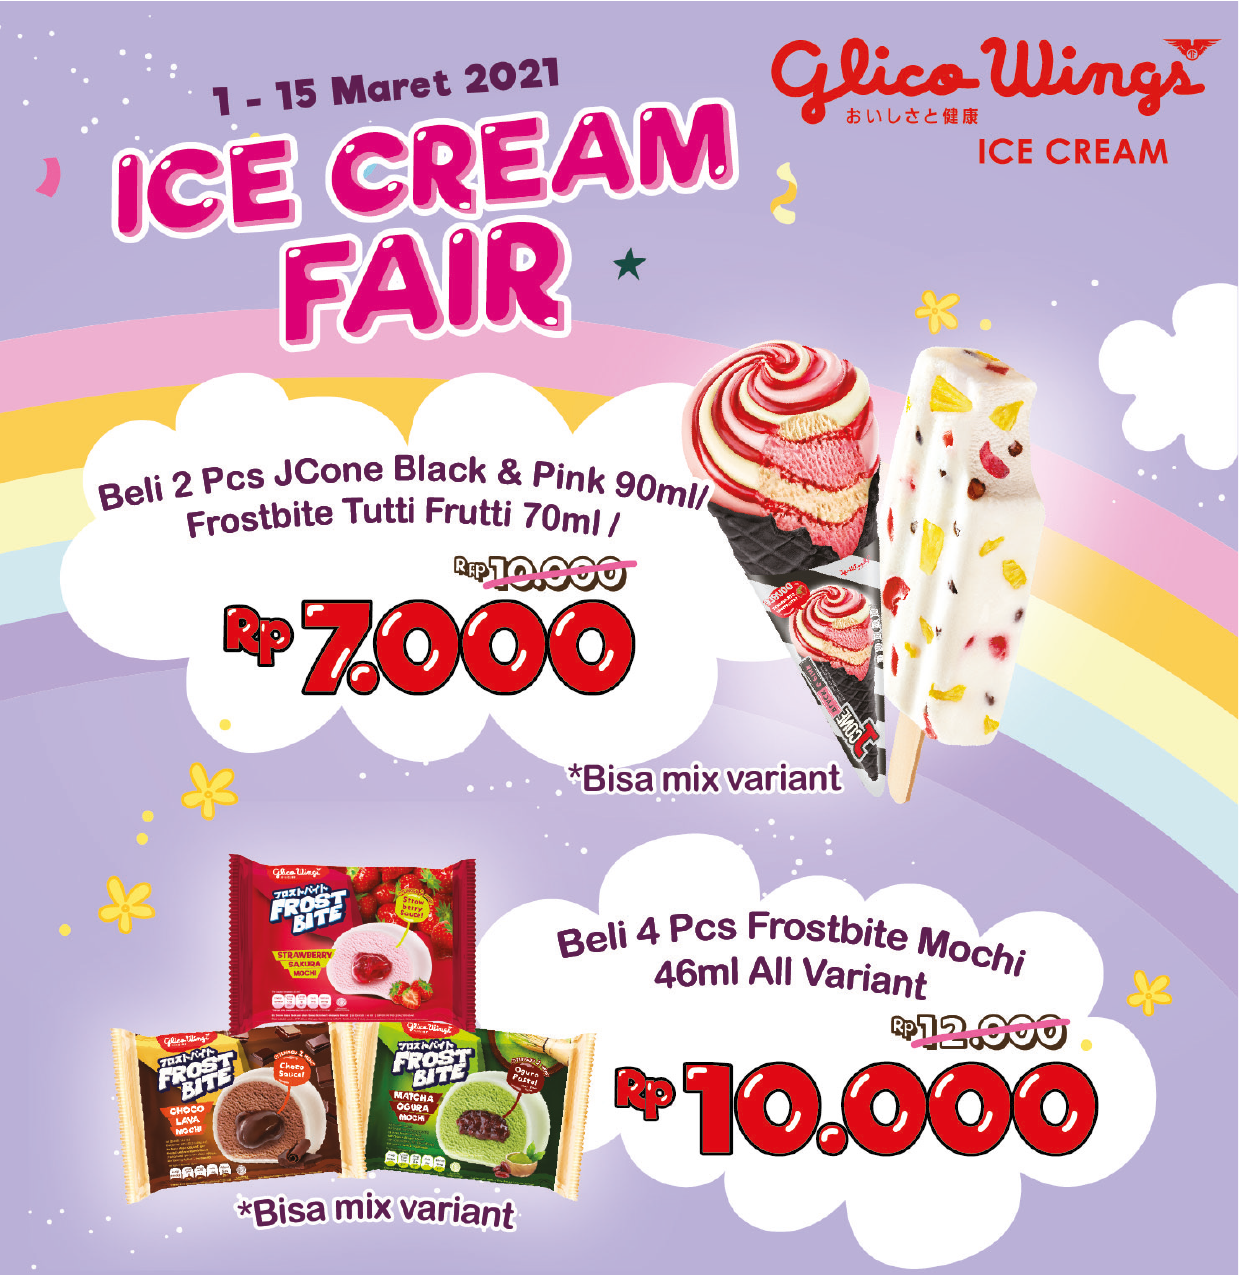 1 - 15 Maret 2021
ICE CREAM
FAIR
Glico Wings
おいしさと健康
ICE CREAM
Beli 2 Pcs JCone Black & Pink 90ml/
Frostbite Tutti Frutti 70ml /
Rp 10.000
Rp 7.000
J CONE
*Bisa mix variant
Glico Wings
フロストバイト
FROST
BITE
Straw
berry
Sauce!
STRAWBERRY
SAKURA
MOCHI
Glico Wings
フロストバイト
FROST
BITE
Choco
Sauce!
CHOCO
LAVA
MOCHI
Glico Wings
フロストバイト
FROST
BITE
Ogura
Pasta!
MATCHA
OGURA
MOCHI
*Bisa mix variant
Beli 4 Pcs Frostbite Mochi
46ml All Variant
Rp 12.000
Rp 10.000